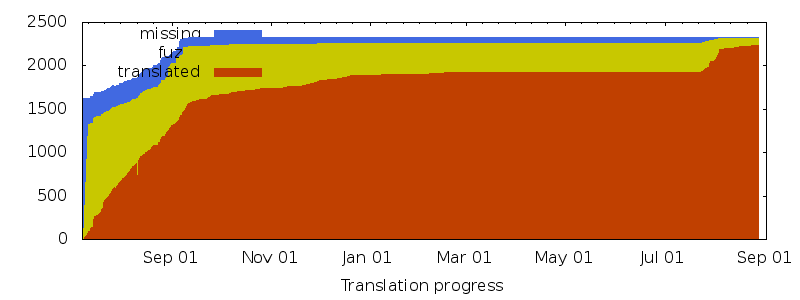 2500
2000
1500
1000
500
0
missing
fuz
translated
Sep 01 Nov 01 Jan 01 Mar 01 May 01 Jul 01 Sep 01
Translation progress